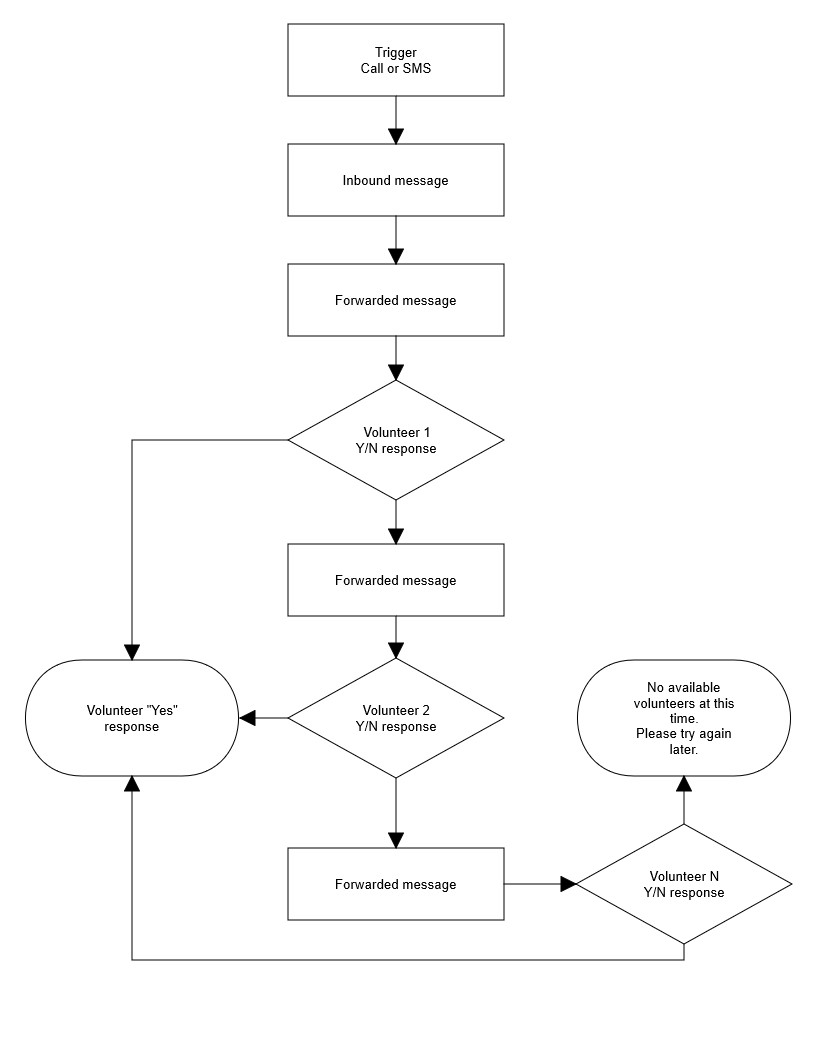 Trigger
Call or SMS
Inbound message
Forwarded message
Volunteer 1
Y/N response
Forwarded message
Volunteer "Yes"
response
Volunteer 2
Y/N response
No available
volunteers at this
time.
Please try again
later.
Forwarded message
Volunteer N
Y/N response